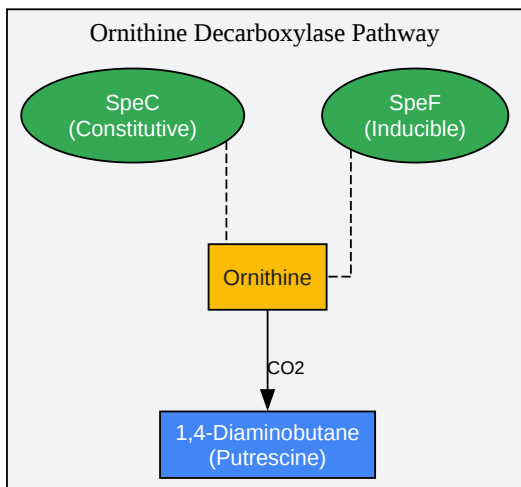 Ornithine Decarboxylase Pathway
SpeC
(Constitutive)
SpeF
(Inducible)
Ornithine
CO2
1,4-Diaminobutane
(Putrescine)